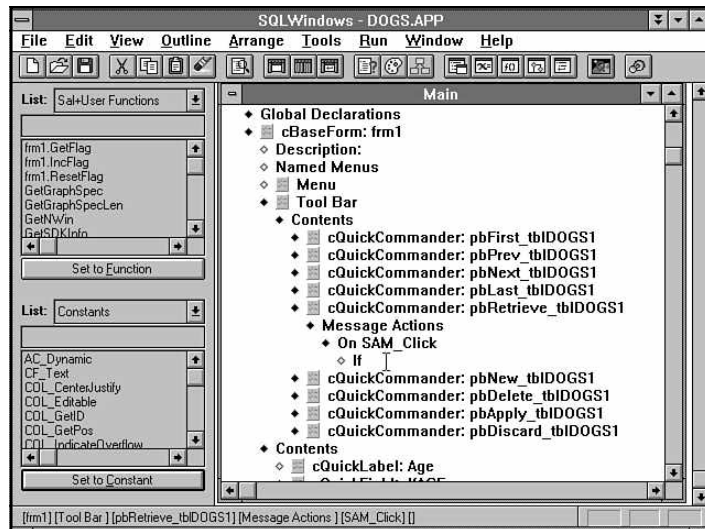 SQLWindows - DOGS.APP
File Edit View Outline Arrange Tools Run Window Help
List: Sal+User Functions
frm1.GetFlag
frm1.IncFlag
frm1.ResetFlag
GetGraphSpec
GetGraphSpecLen
GetNWin
GetSDKInfo
Set to Function
List: Constants
AC_Dynamic
CF_Text
COL_CenterJustify
COL_Editable
COL_GetID
COL_GetPos
COL_IndicateOverflow
Set to Constant
Main
Global Declarations
cBaseForm: frm1
Description:
Named Menus
Menu
Tool Bar
Contents
cQuickCommander: pbFirst_tblDOGS1
cQuickCommander: pbPrev_tblDOGS1
cQuickCommander: pbNext_tblDOGS1
cQuickCommander: pbLast_tblDOGS1
cQuickCommander: pbRetrieve_tblDOGS1
Message Actions
On SAM_Click
If
cQuickCommander: pbNew_tblDOGS1
cQuickCommander: pbDelete_tblDOGS1
cQuickCommander: pbApply_tblDOGS1
cQuickCommander: pbDiscard_tblDOGS1
Contents
cQuickLabel: Age
[frm1] [Tool Bar ] [pbRetrieve_tblDOGS1] [Message Actions ] [SAM_Click] []